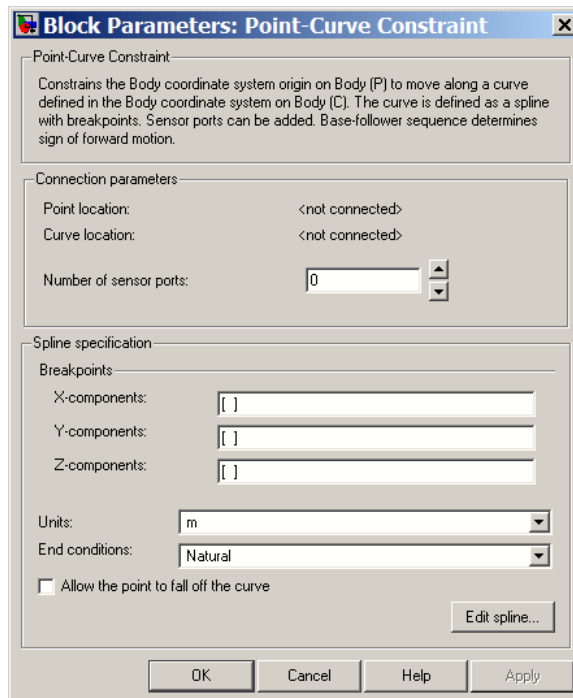 Block Parameters: Point-Curve Constraint
Point-Curve Constraint
Constrains the Body coordinate system origin on Body (P) to move along a curve
defined in the Body coordinate system on Body (C). The curve is defined as a spline
with breakpoints. Sensor ports can be added. Base-follower sequence determines
sign of forward motion.
Connection parameters
Point location: <not connected>
Curve location: <not connected>
Number of sensor ports: 0
Spline specification
Breakpoints
X-components: [ ]
Y-components: [ ]
Z-components: [ ]
Units: m
End conditions: Natural
Allow the point to fall off the curve
Edit spline...
OK Cancel Help Apply